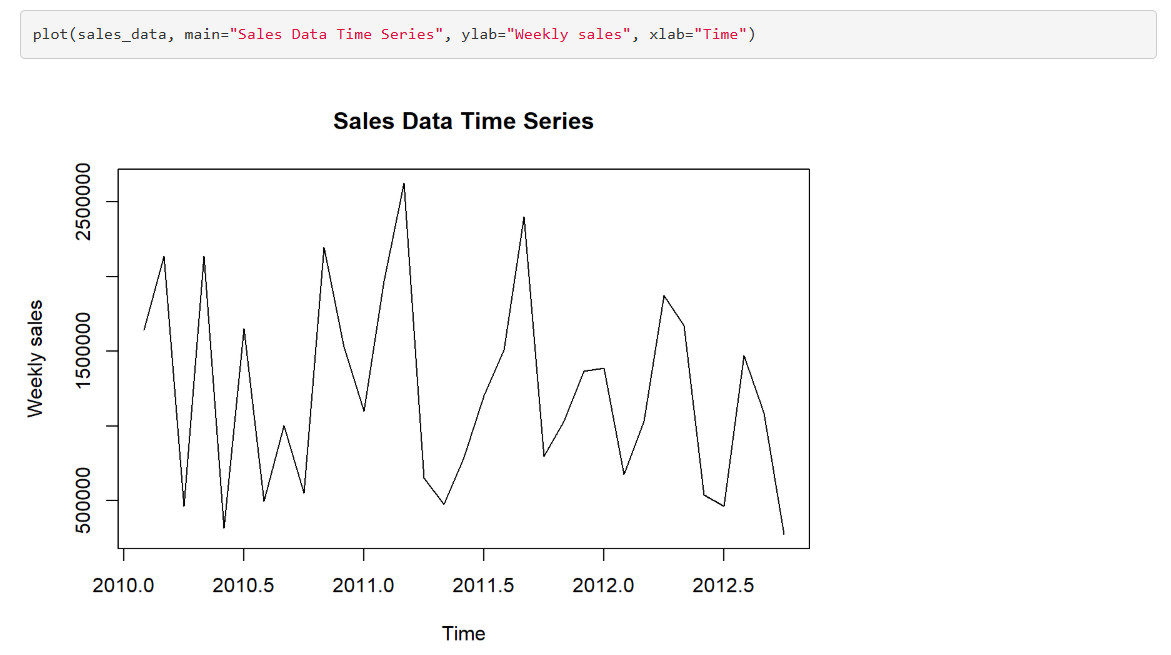 plot(sales_data, main="Sales Data Time Series", ylab="Weekly sales", xlab="Time")
Sales Data Time Series
Weekly sales
2500000
1500000
500000
2010.0 2010.5 2011.0 2011.5 2012.0 2012.5
Time